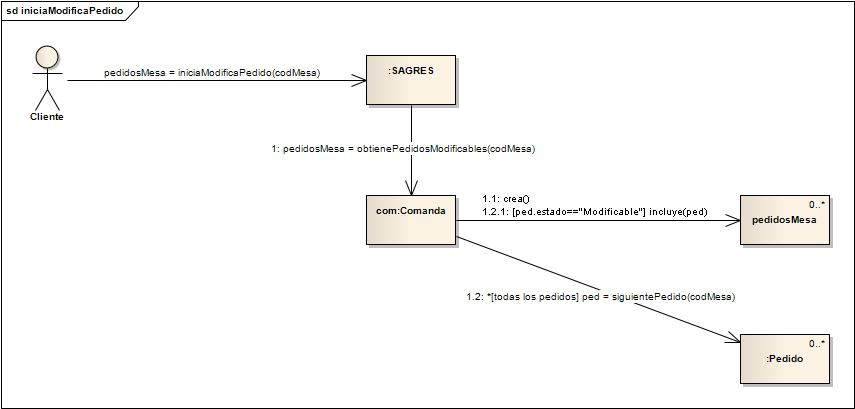 sd iniciaModificaPedido
pedidosMesa = iniciaModificaPedido(codMesa)
:SAGRES
Cliente
1: pedidosMesa = obtienePedidosModificables(codMesa)
com:Comanda
1.1: crea()
1.2.1: [ped.estado=="Modificable"] incluye(ped)
0..*
pedidosMesa
1.2: *[todas los pedidos] ped = siguientePedido(codMesa)
0..*
:Pedido